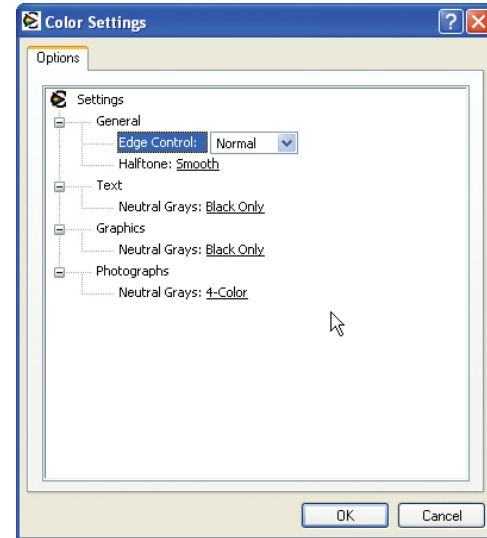 Color Settings
Options
Settings
General
Edge Control: Normal
Halftone: Smooth
Text
Neutral Grays: Black Only
Graphics
Neutral Grays: Black Only
Photographs
Neutral Grays: 4-Color
OK Cancel